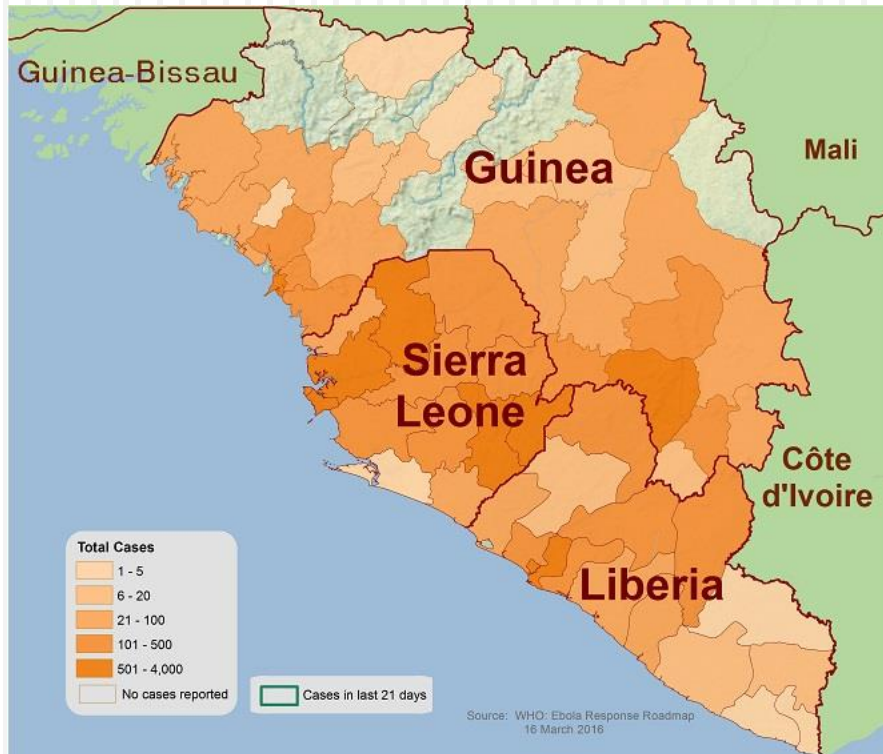 Guinea-Bissau
Guinea
Mali
Sierra
Leone
Côte
d'Ivoire
Liberia
Total Cases
1 - 5
6 - 20
21 - 100
101 - 500
501 - 4,000
No cases reported
Cases in last 21 days
Source: WHO: Ebola Response Roadmap
16 March 2016